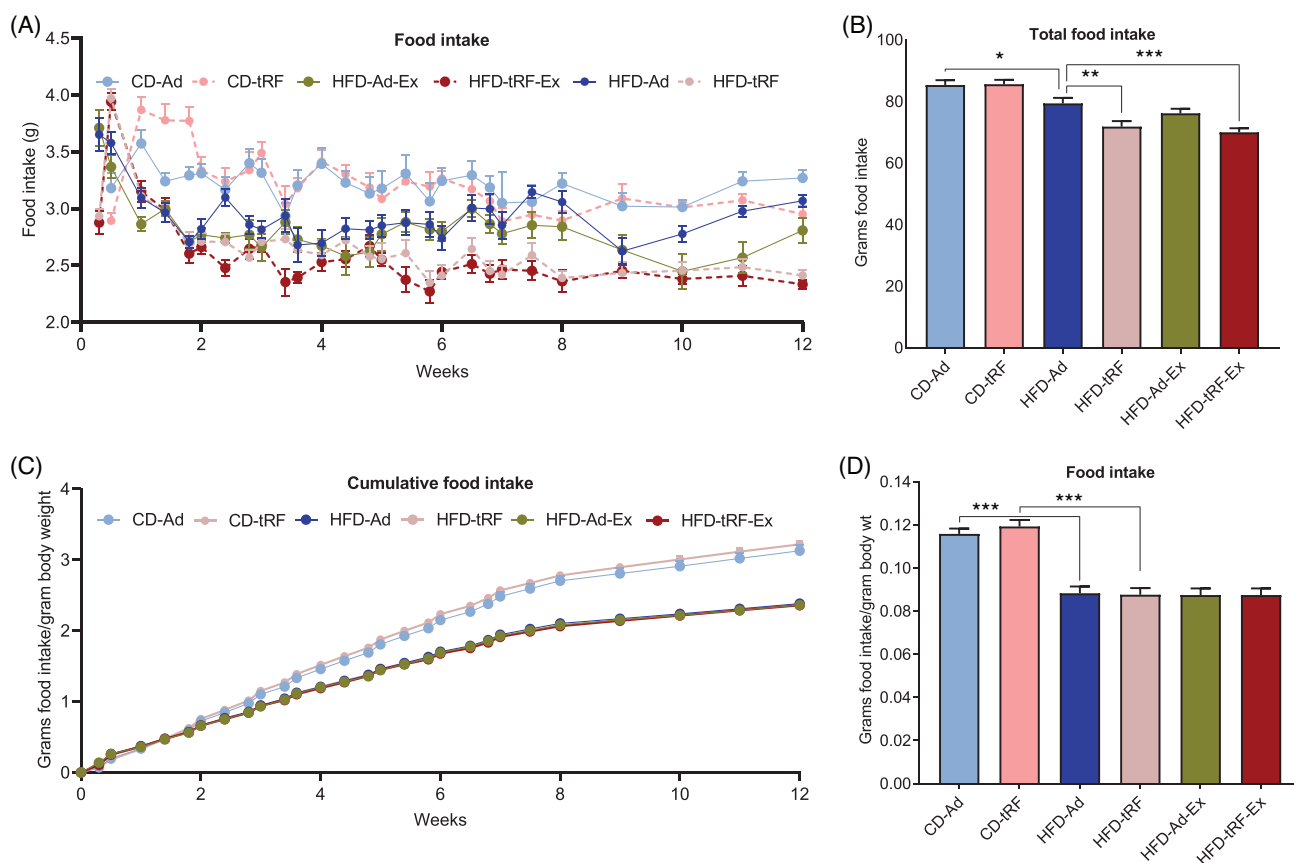 (A)
Food intake
CD-Ad CD-tRF HFD-Ad-Ex HFD-tRF-Ex HFD-Ad HFD-tRF
Food intake (g)
4.5
4.0
3.5
3.0
2.5
2.0
0 2 4 6 8 10 12
Weeks
(B)
Total food intake
* ** ***
Grams food intake
100
80
60
40
20
0
CD-Ad
CD-tRF
HFD-Ad
HFD-tRF
HFD-Ad-Ex
HFD-tRF-Ex
(C)
Cumulative food intake
CD-Ad CD-tRF HFD-Ad HFD-tRF HFD-Ad-Ex HFD-tRF-Ex
Grams food intake/gram body weight
4
3
2
1
0
0 2 4 6 8 10 12
Weeks
(D)
Food intake
*** ***
Grams food intake/gram body wt
0.14
0.12
0.10
0.08
0.06
0.04
0.02
0.00
CD-Ad
CD-tRF
HFD-Ad
HFD-tRF
HFD-Ad-Ex
HFD-tRF-Ex